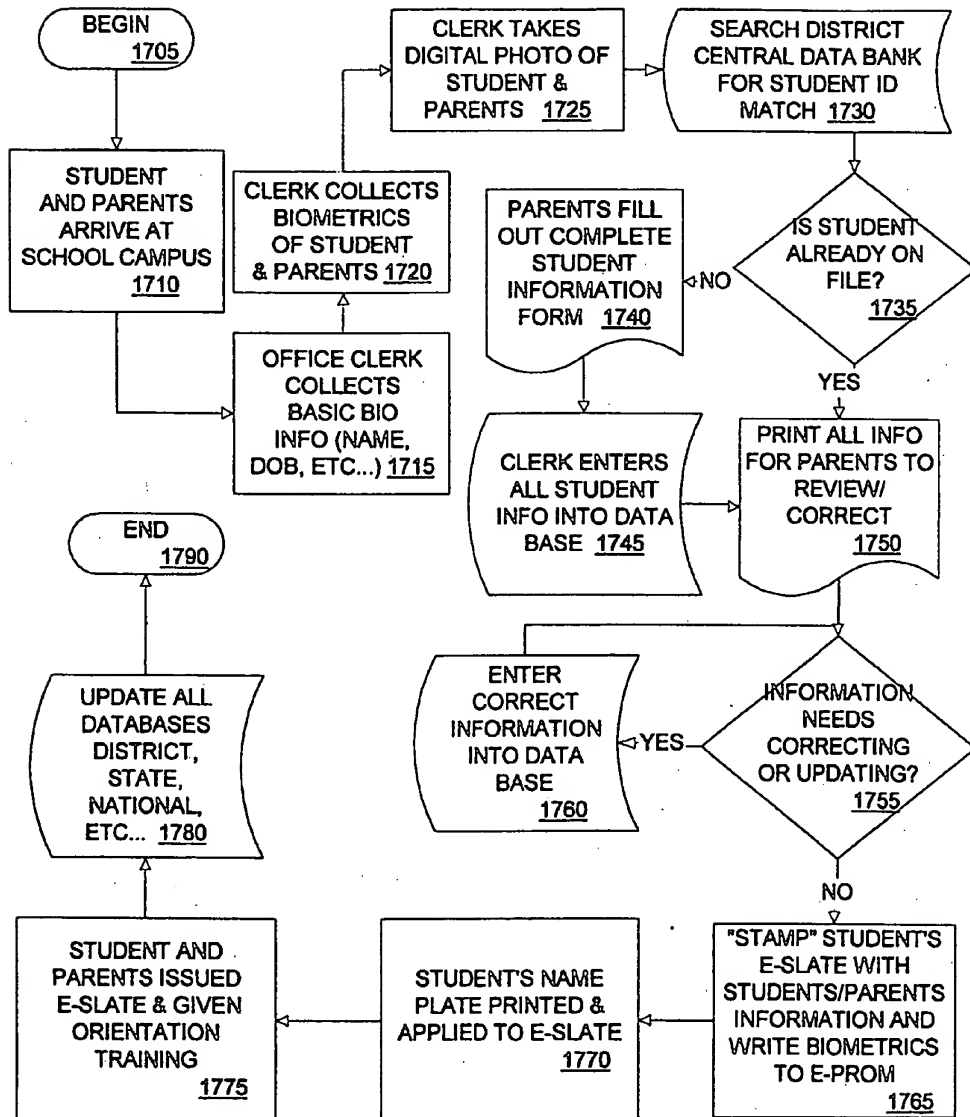 BEGIN
1705
STUDENT
AND PARENTS
ARRIVE AT
SCHOOL CAMPUS
1710
OFFICE CLERK
COLLECTS
BASIC BIO
INFO (NAME,
DOB, ETC...) 1715
CLERK COLLECTS
BIOMETRICS
OF STUDENT
& PARENTS 1720
CLERK TAKES
DIGITAL PHOTO OF
STUDENT &
PARENTS 1725
SEARCH DISTRICT
CENTRAL DATA BANK
FOR STUDENT ID
MATCH 1730
IS STUDENT
ALREADY ON
FILE?
1735
NO
PARENTS FILL
OUT COMPLETE
STUDENT
INFORMATION
FORM 1740
CLERK ENTERS
ALL STUDENT
INFO INTO DATA
BASE 1745
YES
PRINT ALL INFO
FOR PARENTS TO
REVIEW/
CORRECT
1750
INFORMATION
NEEDS
CORRECTING
OR UPDATING?
1755
YES
ENTER
CORRECT
INFORMATION
INTO DATA
BASE
1760
NO
"STAMP" STUDENT'S
E-SLATE WITH
STUDENTS/PARENTS
INFORMATION AND
WRITE BIOMETRICS
TO E-PROM
1765
STUDENT'S NAME
PLATE PRINTED &
APPLIED TO E-SLATE
1770
STUDENT AND
PARENTS ISSUED
E-SLATE & GIVEN
ORIENTATION
TRAINING
1775
UPDATE ALL
DATABASES
DISTRICT,
STATE,
NATIONAL,
ETC... 1780
END
1790